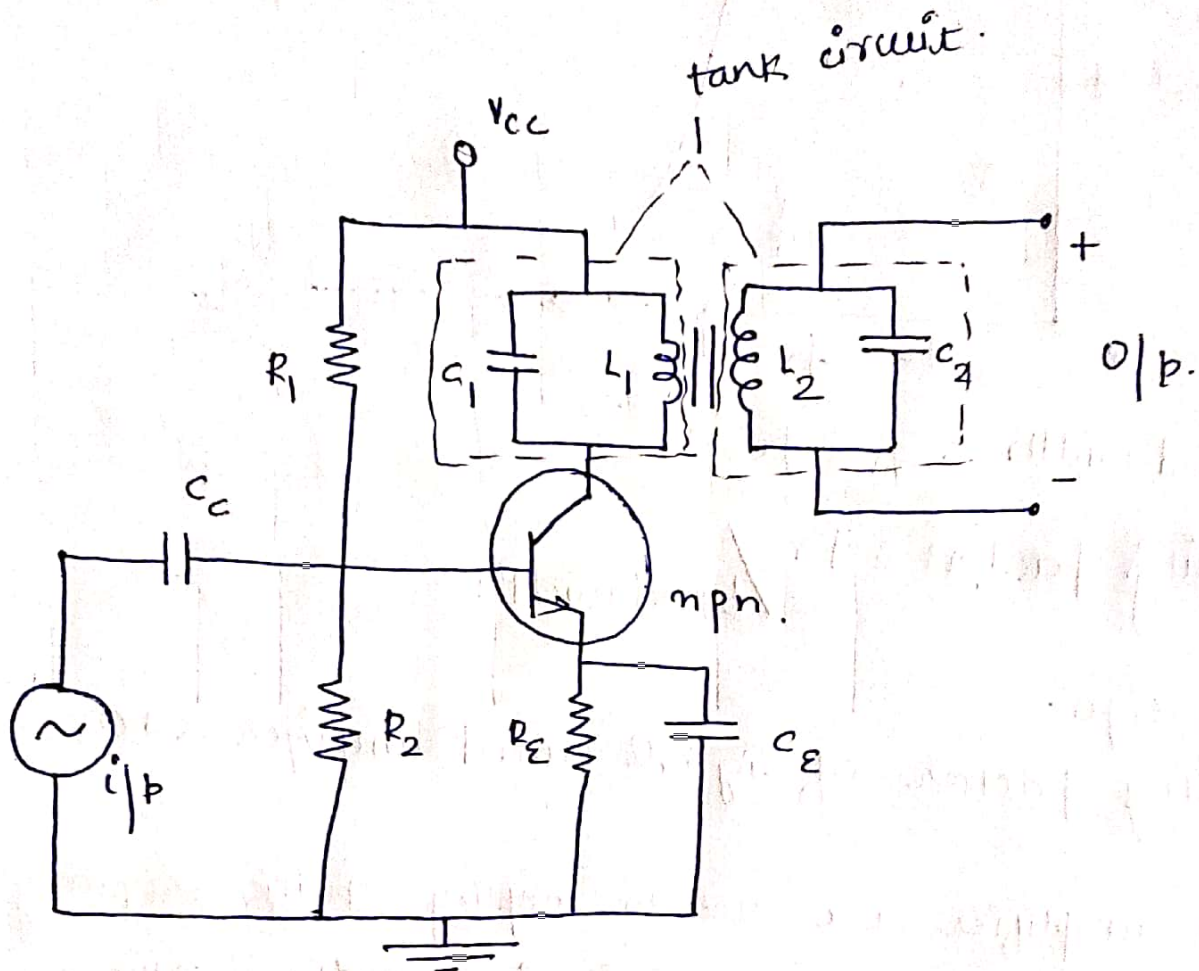 tank circuit.
Vcc
+
R1
C1
L1
L2
C2
O/p.
-
Cc
npn.
~
i/p
R2
RE
CE